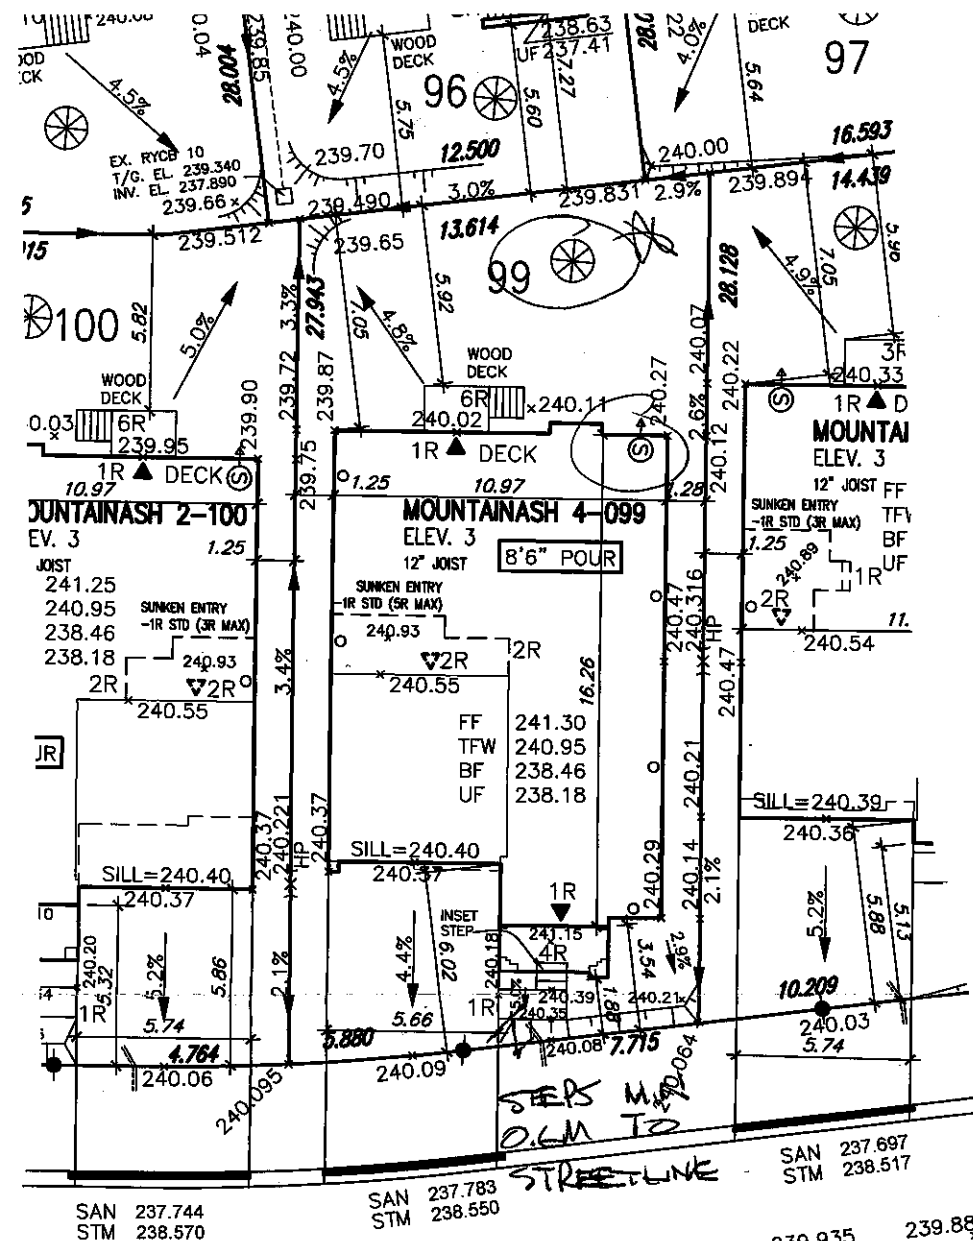 240.00
0.04
239.85
240.00
28.004
WOOD
DECK
4.5%
5.75
96
238.63
UF 237.41
7.27
5.60
4.0%
DECK
5.64
97
4.5%
EX. RYCB 10
T/G. EL. 239.340
INV. EL. 237.890
239.66
239.70
12.500
240.00
16.593
239.490
3.0%
239.831
2.9%
239.894
14.439
239.512
239.65
13.614
99
28.128
4.9%
7.05
5.96
5.82
100
5.0%
3.3%
27.943
7.05
4.8%
5.92
240.07
WOOD
DECK
6R
239.95
1R DECK
S
239.90
239.72
239.87
239.75
WOOD
DECK
6R
240.02
240.11
1R DECK
S
240.27
2.6%
240.22
240.12
S
240.33
1R D
10.97
1.25
10.97
1.28
MOUNTAINASH 4-099
ELEV. 3
12" JOIST
8'6" POUR
OUNTAINASH 2-100
EV. 3
JOIST
1.25
241.25
240.95
238.46
238.18
MOUNTAI
ELEV. 3
12" JOIST
FF
TFW
BF
UF
SUNKEN ENTRY
-1R STD (3R MAX)
1.25
240.89
1R
2R
11.
240.54
SUNKEN ENTRY
-1R STD (3R MAX)
240.93
2R
2R
240.55
3.4%
SUNKEN ENTRY
-1R STD (5R MAX)
240.93
2R
2R
240.55
16.26
240.47
240.316
HP
240.47
FF 241.30
TFW 240.95
BF 238.46
UF 238.18
UR
240.21
SILL=240.39
240.36
240.37
240.221
HP
240.37
SILL=240.40
240.37
SILL=240.40
240.37
240.29
240.14
2.1%
1R
INSET
STEP
241.15
4R
240.20
5.32
5.2%
5.86
2.1%
4.4%
6.02
240.18
3.54
2.9%
5.2%
5.88
5.13
1R
5.74
5.66
1R
240.39
240.35
1.88
240.21
10.209
240.03
5.74
4.764
240.06
240.095
5.880
240.09
240.08
7.715
240.064
STEPS
O.6M TO
STREETLINE
SAN 237.744
STM 238.570
SAN 237.783
STM 238.550
SAN 237.697
STM 238.517
239.935
239.88